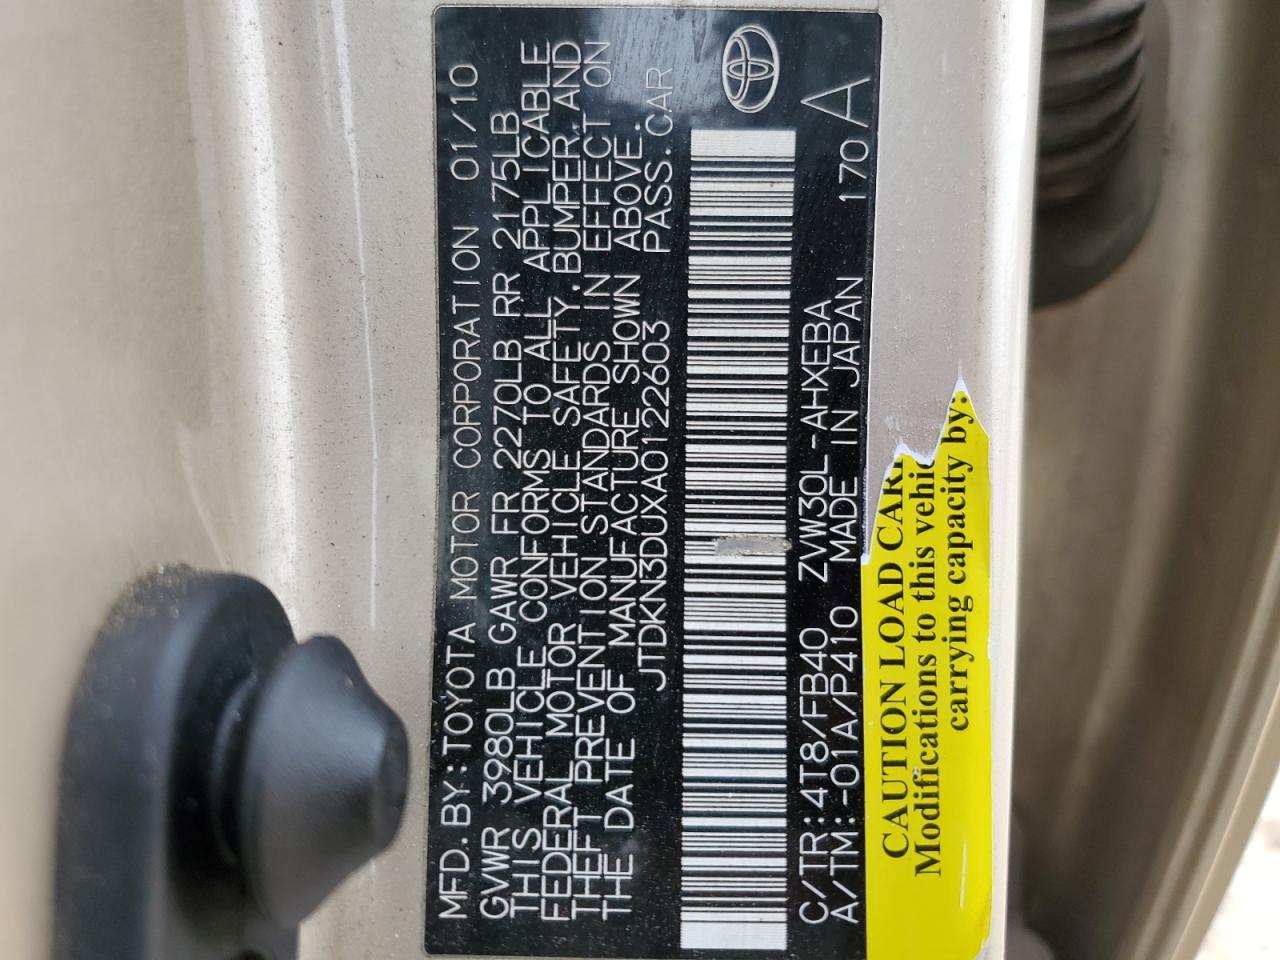 MFD.BY:TOYOTA MOTOR CORPORATION 01/10
GVWR 3980LB GAWR FR 2270LB RR 2175LB
THIS VEHICLE CONFORMS TO ALL APPLICABLE
FEDERAL MOTOR VEHICLE SAFETY.BUMPER.AND
THEFT PREVENTION STANDARDS IN EFFECT ON
THE DATE OF MANUFACTURE SHOWN ABOVE.
JTDKN3DUXA0122603 PASS.CAR
C/TR:4T8/FB40 ZVW30L-AHXEBA
A/TM:-01A/P410 MADE IN JAPAN 170 A
CAUTION LOAD
Modifications to this
carrying capacity by: